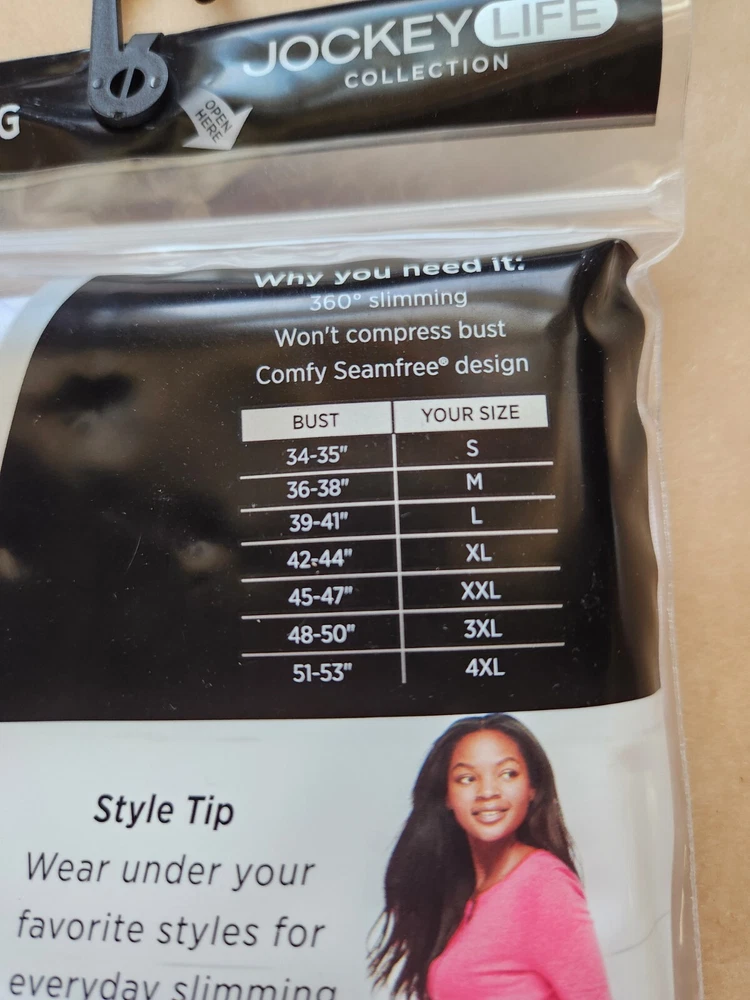 JOCKEY LIFE
COLLECTION
G
OPEN
HERE
Why you need it:
360° slimming
Won't compress bust
Comfy Seamfree® design
BUST YOUR SIZE
34-35" S
36-38" M
39-41" L
42-44" XL
45-47" XXL
48-50" 3XL
51-53" 4XL
Style Tip
Wear under your
favorite styles for
everyday slimming